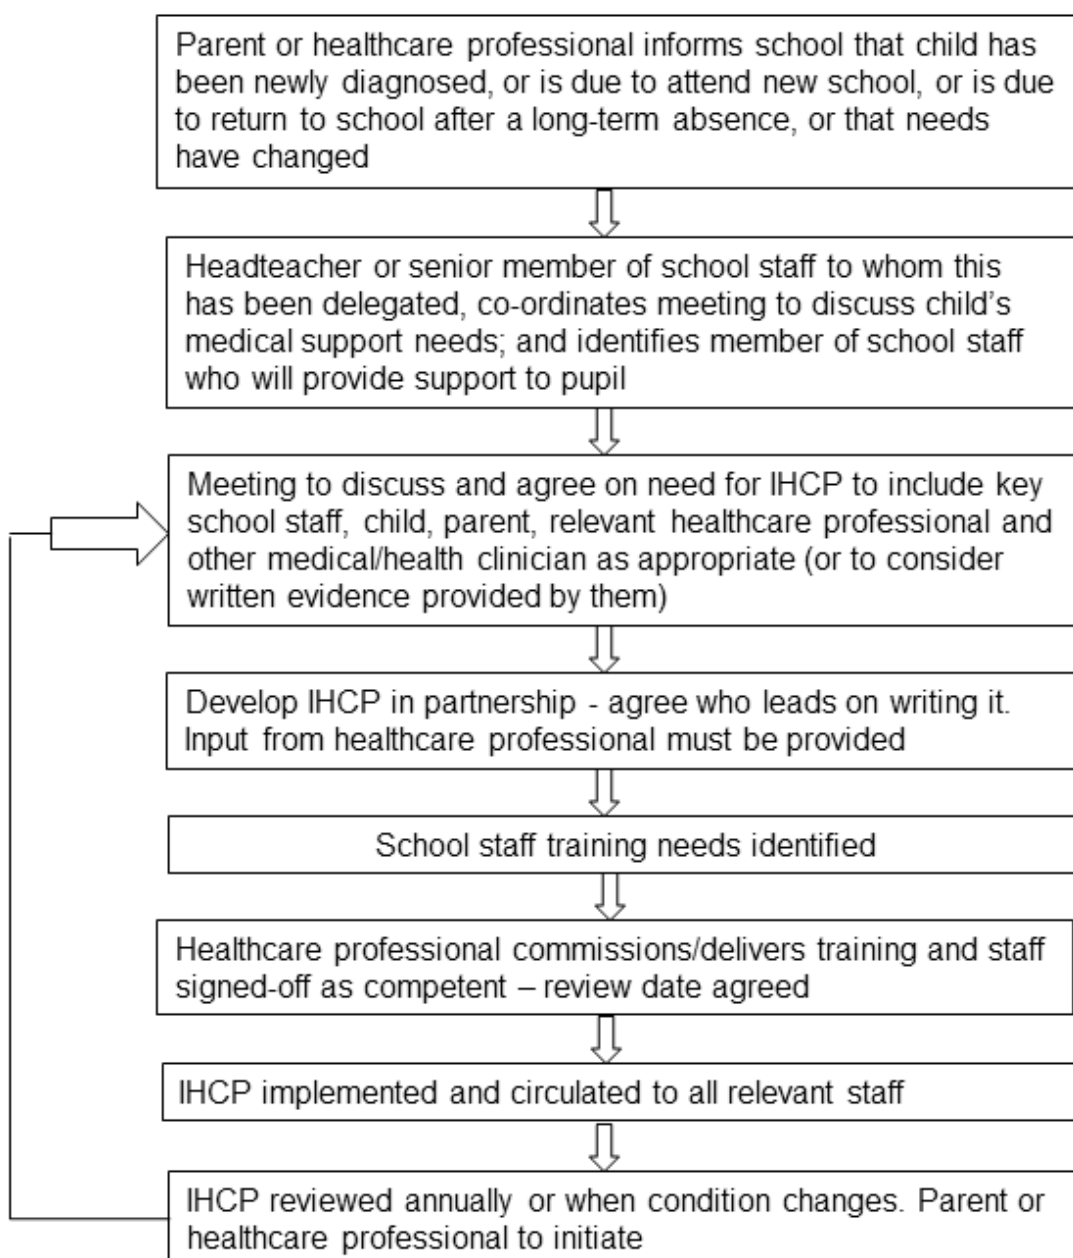 Parent or healthcare professional informs school that child has
been newly diagnosed, or is due to attend new school, or is due
to return to school after a long-term absence, or that needs
have changed
Headteacher or senior member of school staff to whom this
has been delegated, co-ordinates meeting to discuss child’s
medical support needs; and identifies member of school staff
who will provide support to pupil
Meeting to discuss and agree on need for IHCP to include key
school staff, child, parent, relevant healthcare professional and
other medical/health clinician as appropriate (or to consider
written evidence provided by them)
Develop IHCP in partnership - agree who leads on writing it.
Input from healthcare professional must be provided
School staff training needs identified
Healthcare professional commissions/delivers training and staff
signed-off as competent – review date agreed
IHCP implemented and circulated to all relevant staff
IHCP reviewed annually or when condition changes. Parent or
healthcare professional to initiate